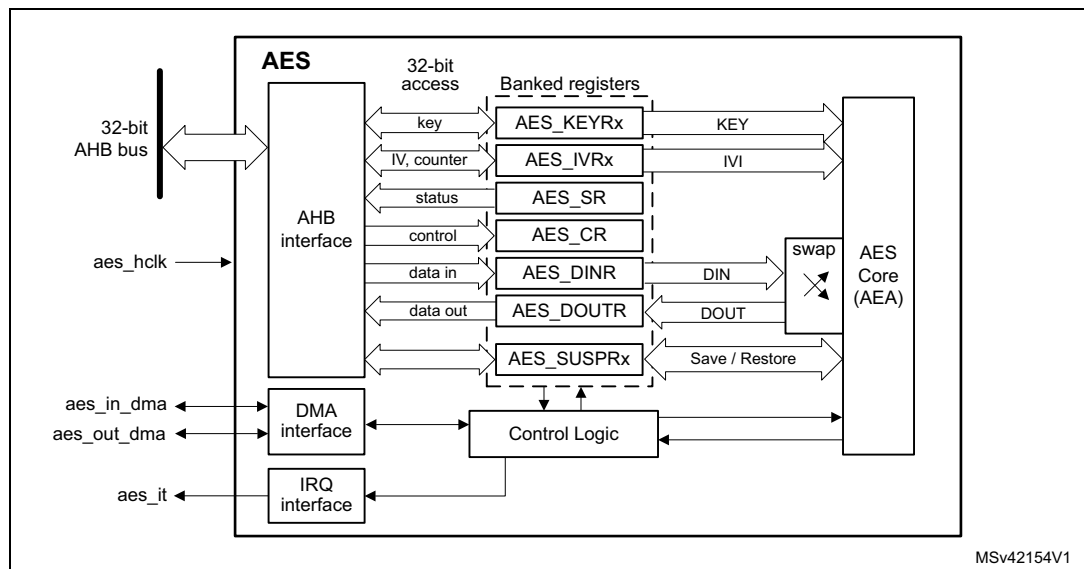 AES
32-bit
access
Banked registers
32-bit
AHB bus
key
AES_KEYRx
KEY
IV, counter
AES_IVRx
IVI
status
AES_SR
AHB
interface
control
AES_CR
swap
AES
Core
(AEA)
aes_hclk
data in
AES_DINR
DIN
data out
AES_DOUTR
DOUT
AES_SUSPRx
Save / Restore
aes_in_dma
aes_out_dma
DMA
interface
Control Logic
aes_it
IRQ
interface
MSv42154V1